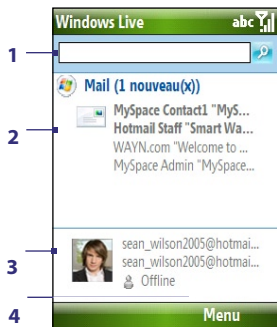 Windows Live abc
1
Mail (1 nouveau(x))
MySpace Contact1 "MyS...
2
Hotmail Staff "Smart Wa...
WAYN.com "Welcome to ...
MySpace Admin "MySpace...
sean_wilson2005@hotmai...
3
sean_wilson2005@hotmai...
Offline
4
Menu